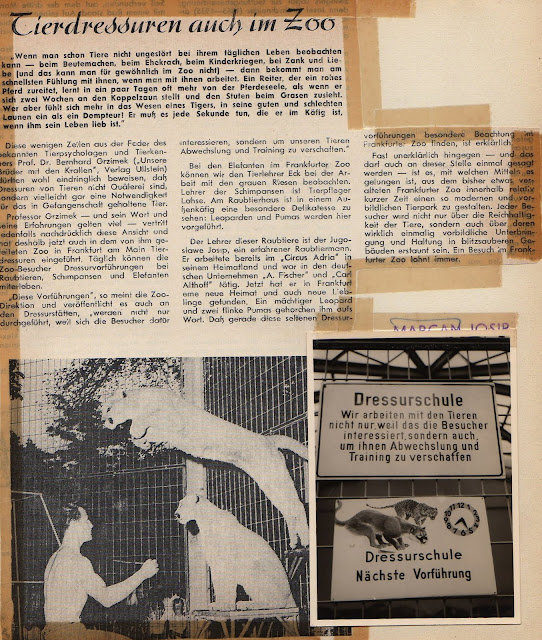 Tierdressuren auch im Zoo
„Wenn man schon Tiere nicht ungestört bei ihrem täglichen Leben beobachten
kann — beim Beutemachen, beim Ehekrach, beim Kinderkriegen, bei Zank und Lie-
be (und das kann man für gewöhnlich im Zoo nicht) — dann bekommt man am
schnellsten Fühlung mit ihnen, wenn man mit ihnen arbeitet. Ein Reiter, der ein rohes
Pferd zureitet, lernt in ein paar Tagen oft mehr von der Pferdeseele, als wenn er
sich zwei Wochen an den Koppelzaun stellt und den Stuten beim Grasen zusieht.
Wer aber fühlt sich mehr in das Wesen eines Tigers, in seine guten und schlechten
Launen ein als ein Dompteur! Er muß es jede Sekunde tun, die er im Käfig ist,
wenn ihm sein Leben lieb ist."
Diese wenigen Zeilen aus der Feder des
bekannten Tierpsychologen und Tierken-
ners Prof. Dr. Bernhard Grzimek („Unsere
Brüder mit den Krallen", Verlag Ullstein)
dürften wohl eindringlich beweisen, daß
Dressuren von Tieren nicht Quälerei sind,
sondern vielleicht gar eine Notwendigkeit
für das in Gefangenschaft gehaltene Tier.
Professor Grzimek — und sein Wort und
seine Erfahrungen gelten viel — vertritt
jedenfalls nachdrücklich diese Ansicht und
hat deshalb jetzt auch in dem von ihm ge-
leiteten Zoo in Frankfurt am Main Tier-
dressuren eingeführt. Täglich können die
Zoo-Besucher Dressurvorführungen bei
Raubtieren, Schimpansen und Elefanten
miterleben.
„Diese Vorführungen", so meint die Zoo-
Direktion und veröffentlicht es auch an
den Dressurstätten, „werden nicht nur
durchgeführt, weil sich die Besucher dafür
interessieren, sondern um unseren Tieren
Abwechslung und Training zu verschaffen."
Bei den Elefanten im Frankfurter Zoo
können wir den Tierlehrer Eck bei der Ar-
beit mit den grauen Riesen beobachten.
Lehrer der Schimpansen ist Tierpfleger
Lohse. Am Raubtierhaus ist in einem Au-
ßenkäfig eine besondere Delikatesse zu
sehen: Leoparden und Pumas werden hier
vorgeführt.
Der Lehrer dieser Raubtiere ist der Jugo-
slawe Josip, ein erfahrener Raubtiermann.
Er arbeitete bereits im „Circus Adria" in
seinem Heimatland und war in den deut-
schen Unternehmen „A. Fischer" und „Carl
Althoff" tätig. Jetzt hat er in Frankfurt
eine neue Heimat und auch neue Lieb-
linge gefunden. Ein mächtiger Leopard
und zwei flinke Pumas gehorchen ihm aufs
Wort. Daß gerade diese seltenen Dressur-
vorführungen besondere Beachtung im
Frankfurter Zoo finden, ist erklärlich.
Fast unerklärlich hingegen — und das
darf auch an dieser Stelle einmal gesagt
werden — ist es, mit welchen Mitteln es
gelungen ist, aus dem bisher etwas ver-
alteten Frankfurter Zoo innerhalb relativ
kurzer Zeit einen so modernen und vor-
bildlichen Tierpark zu gestalten. Jeder Be-
sucher wird nicht nur über die Reichhaltig-
keit der Tiere, sondern auch über deren
wirklich einmalig vorbildliche Unterbrin-
gung und Haltung in blitzsauberen Ge-
bäuden erstaunt sein. Ein Besuch im Frank-
furter Zoo lohnt immer.
MARCAN JOSIP
Dressurschule
Wir arbeiten mit den Tieren
nicht nur, weil das die Besucher
interessiert, sondern auch,
um ihnen Abwechslung und
Training zu verschaffen
Dressurschule
Nächste Vorführung